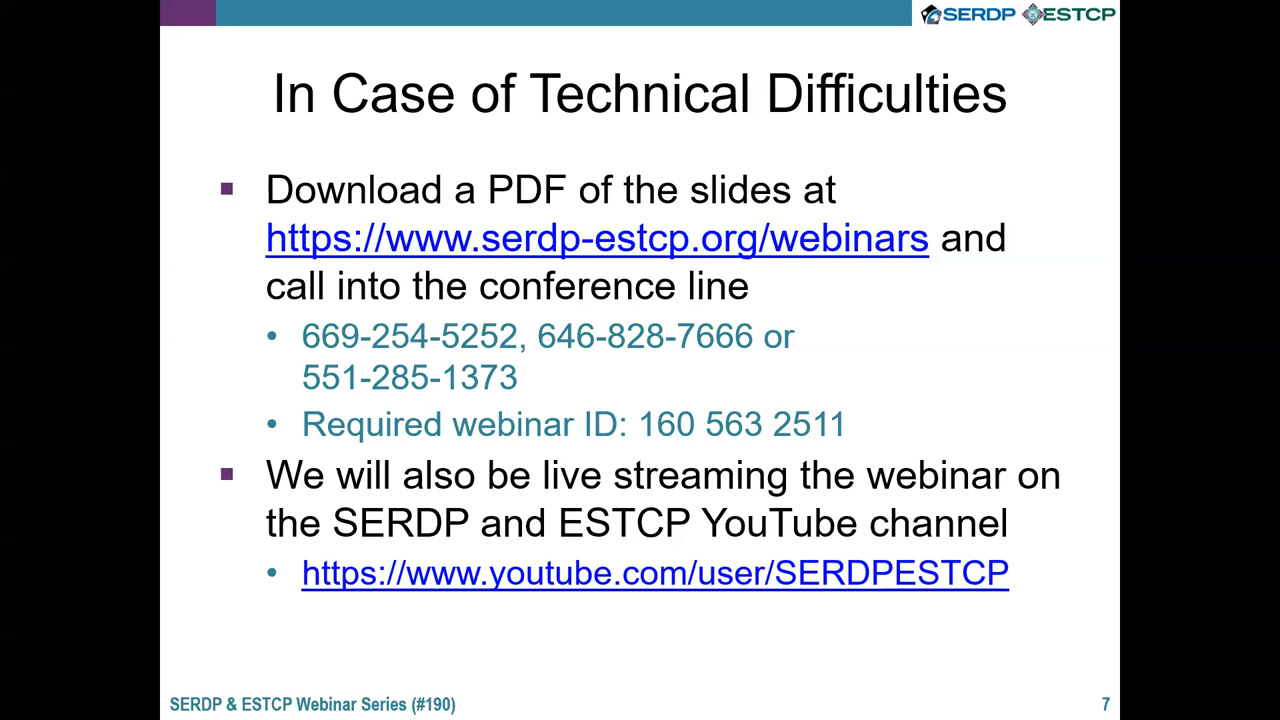 SERDP ESTCP
In Case of Technical Difficulties
Download a PDF of the slides at
https://www.serdp-estcp.org/webinars and
call into the conference line
669-254-5252, 646-828-7666 or
551-285-1373
Required webinar ID: 160 563 2511
We will also be live streaming the webinar on
the SERDP and ESTCP YouTube channel
https://www.youtube.com/user/SERDPESTCP
SERDP & ESTCP Webinar Series (#190)
7